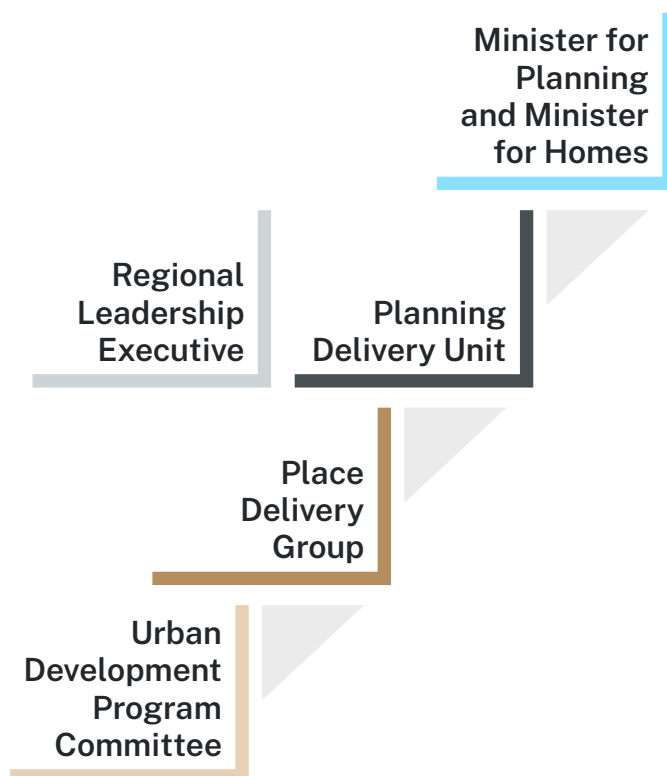 Minister for
Planning
and Minister
for Homes
Regional
Leadership
Executive
Planning
Delivery Unit
Place
Delivery
Group
Urban
Development
Program
Committee